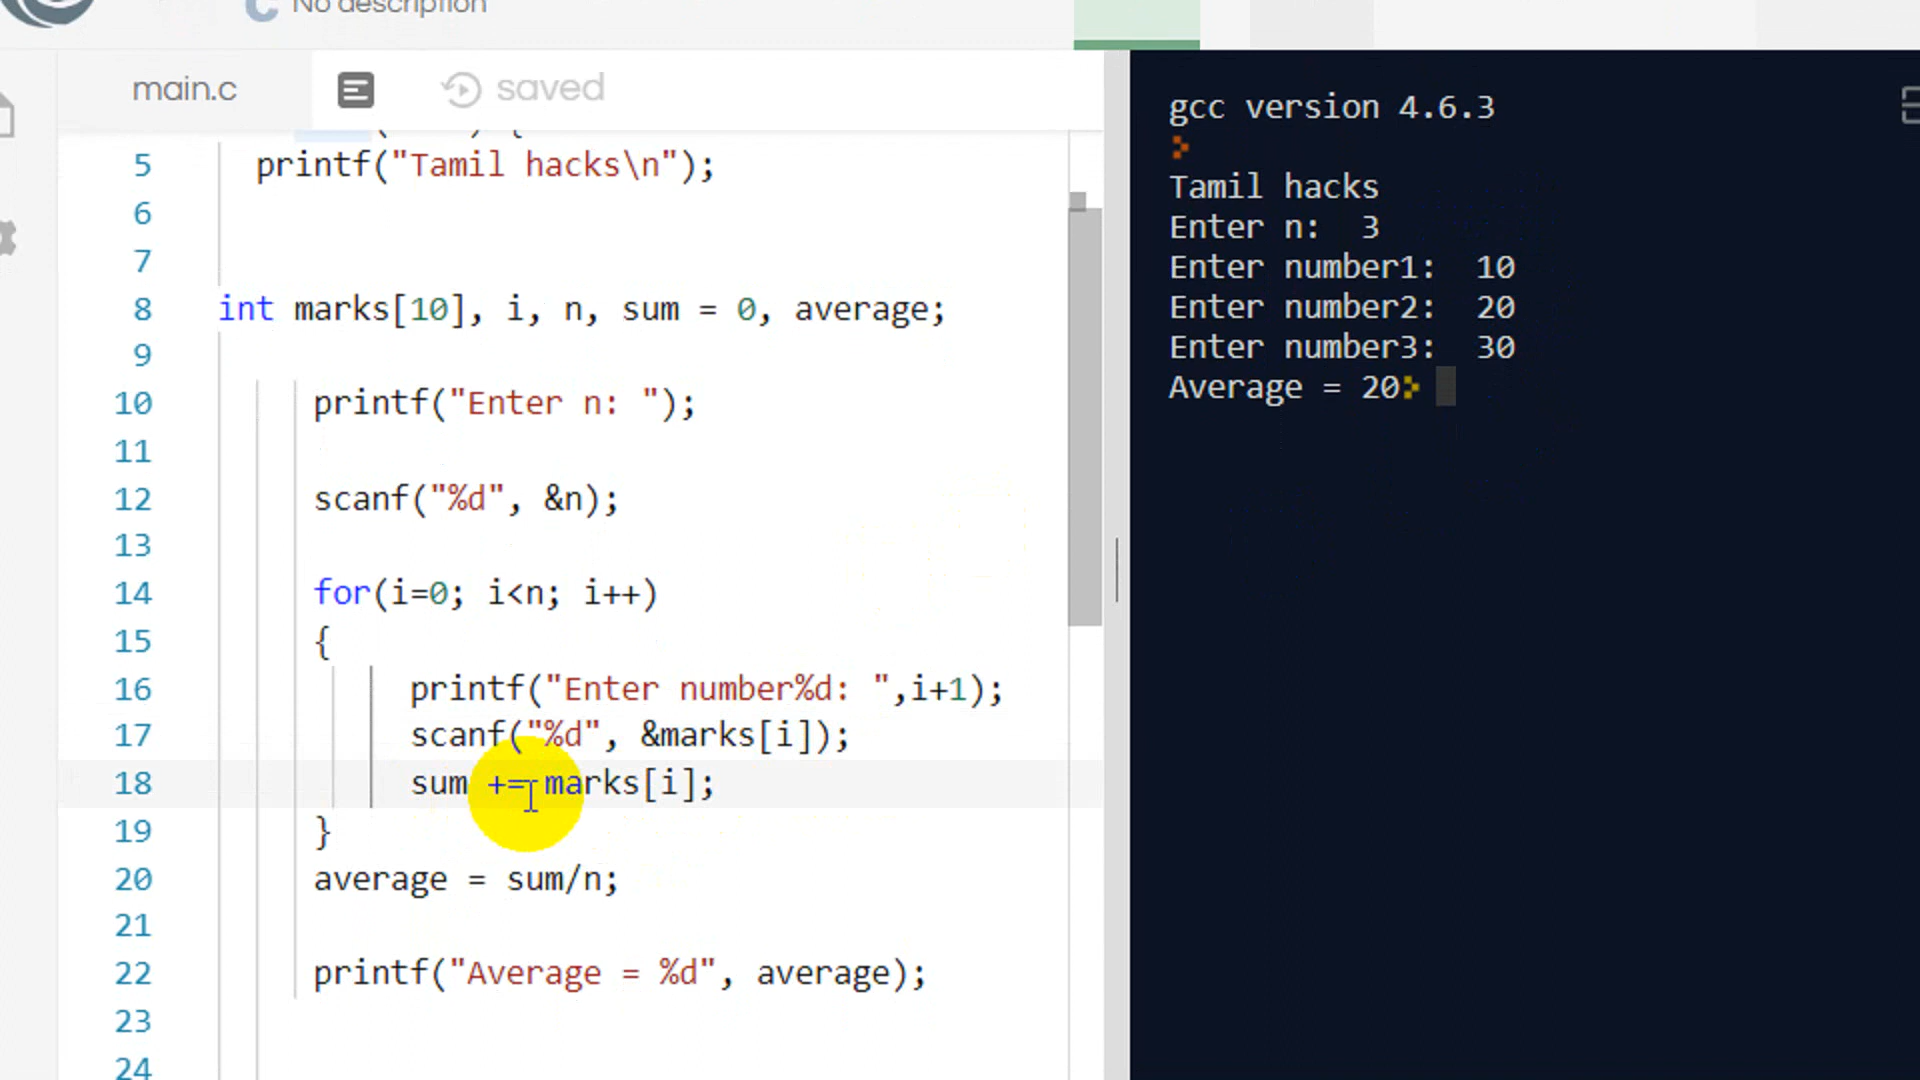 No description
main.c
saved
5 printf("Tamil hacks\n");
6
7
8 int marks[10], i, n, sum = 0, average;
9
10 printf("Enter n: ");
11
12 scanf("%d", &n);
13
14 for(i=0; i<n; i++)
15 {
16 printf("Enter number%d: ",i+1);
17 scanf("%d", &marks[i]);
18 sum += marks[i];
19 }
20 average = sum/n;
21
22 printf("Average = %d", average);
23
24
gcc version 4.6.3
>
Tamil hacks
Enter n: 3
Enter number1: 10
Enter number2: 20
Enter number3: 30
Average = 20>